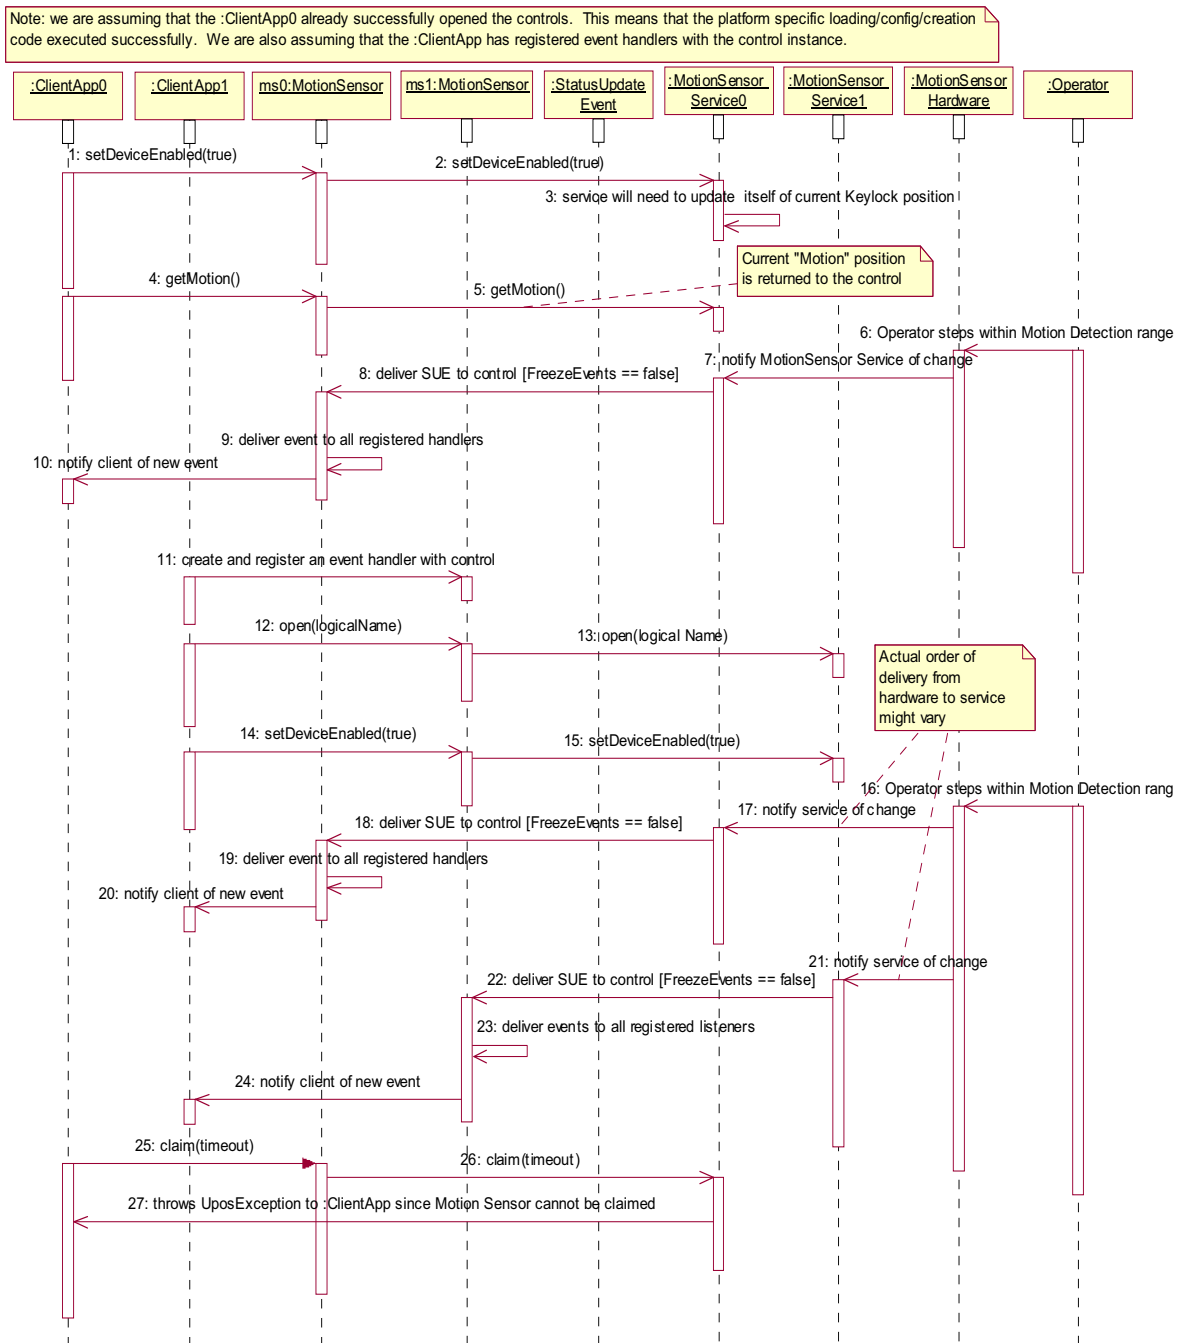 Note: we are assuming that the :ClientApp0 already successfully opened the controls. This means that the platform specific loading/config/creation
code executed successfully. We are also assuming that the :ClientApp has registered event handlers with the control instance.
:ClientApp0
:ClientApp1
ms0:MotionSensor
ms1:MotionSensor
:StatusUpdate
Event
:MotionSensor
Service0
:MotionSensor
Service1
:MotionSensor
Hardware
:Operator
1: setDeviceEnabled(true)
2: setDeviceEnabled(true)
3: service will need to update itself of current Keylock position
Current "Motion" position
is returned to the control
4: getMotion()
5: getMotion()
6: Operator steps within Motion Detection range
7: notify MotionSensor Service of change
8: deliver SUE to control [FreezeEvents == false]
9: deliver event to all registered handlers
10: notify client of new event
11: create and register an event handler with control
12: open(logicalName)
13: open(logical Name)
Actual order of
delivery from
hardware to service
might vary
14: setDeviceEnabled(true)
15: setDeviceEnabled(true)
16: Operator steps within Motion Detection rang
17: notify service of change
18: deliver SUE to control [FreezeEvents == false]
19: deliver event to all registered handlers
20: notify client of new event
21: notify service of change
22: deliver SUE to control [FreezeEvents == false]
23: deliver events to all registered listeners
24: notify client of new event
25: claim(timeout)
26: claim(timeout)
27: throws UposException to :ClientApp since Motion Sensor cannot be claimed